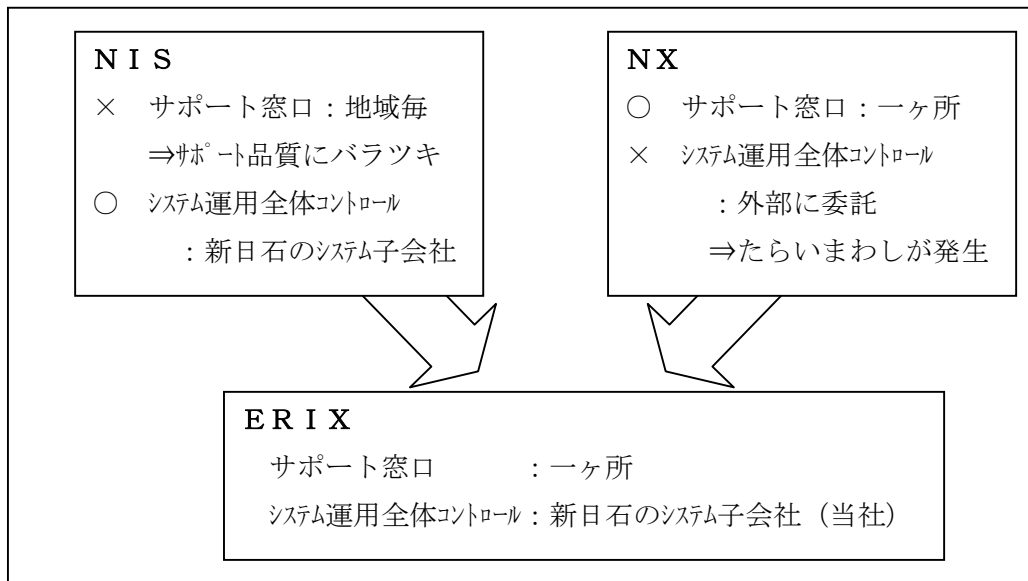 ＮＩＳ
× サポート窓口：地域毎
⇒ｻﾎﾟｰﾄ品質にバラツキ
○ ｼｽﾃﾑ運用全体ｺﾝﾄﾛｰﾙ
：新日石のｼｽﾃﾑ子会社
ＮＸ
○ サポート窓口：一ヶ所
× ｼｽﾃﾑ運用全体ｺﾝﾄﾛｰﾙ
：外部に委託
⇒たらいまわしが発生
ＥＲＩＸ
サポート窓口 ：一ヶ所
ｼｽﾃﾑ運用全体ｺﾝﾄﾛｰﾙ：新日石のｼｽﾃﾑ子会社（当社）